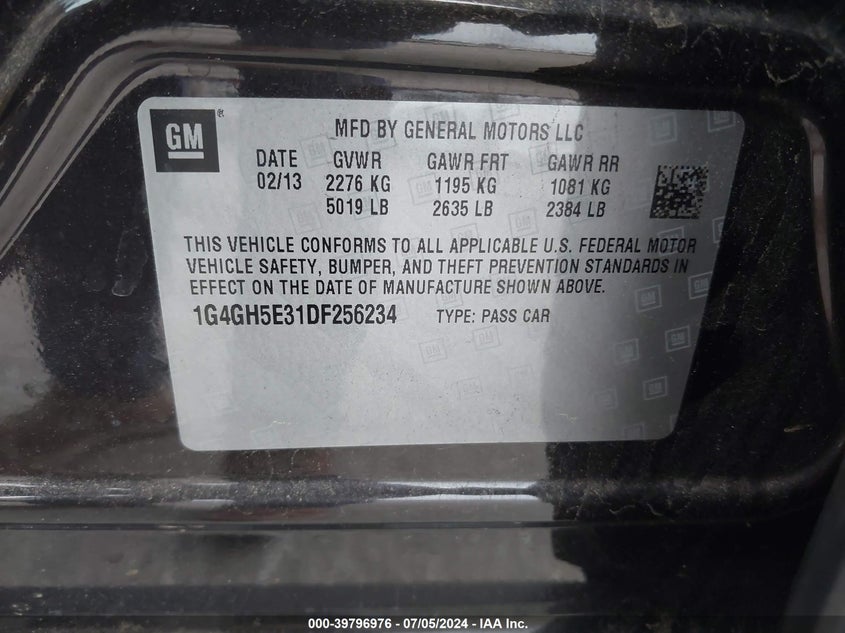 GM ®
MFD BY GENERAL MOTORS LLC
DATE GVWR GAWR FRT GAWR RR
02/13 2276 KG 1195 KG 1081 KG
5019 LB 2635 LB 2384 LB
THIS VEHICLE CONFORMS TO ALL APPLICABLE U.S. FEDERAL MOTOR
VEHICLE SAFETY, BUMPER, AND THEFT PREVENTION STANDARDS IN
EFFECT ON THE DATE OF MANUFACTURE SHOWN ABOVE.
1G4GH5E31DF256234 TYPE: PASS CAR
000-39796976 - 07/05/2024 - IAA Inc.